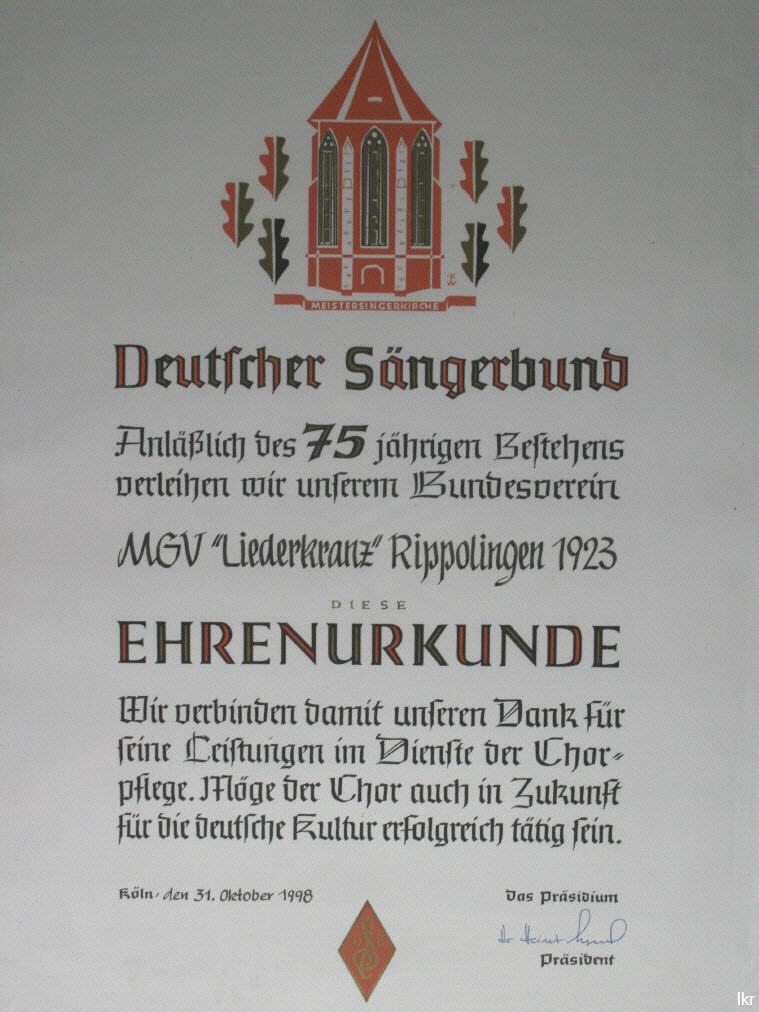 MEISTERSINGERKIRCHE
Deutscher Sängerbund
Anläßlich des 75 jährigen Bestehens
verleihen wir unserem Bundesverein
MGV "Liederkranz" Rippolingen 1923
DIESE
EHRENURKUNDE
Wir verbinden damit unseren Dank für
seine Leistungen im Dienste der Chor-
pflege. Möge der Chor auch in Zukunft
für die deutsche Kultur erfolgreich tätig sein.
Köln, den 31. Oktober 1998
Das Präsidium
Präsident
lkr